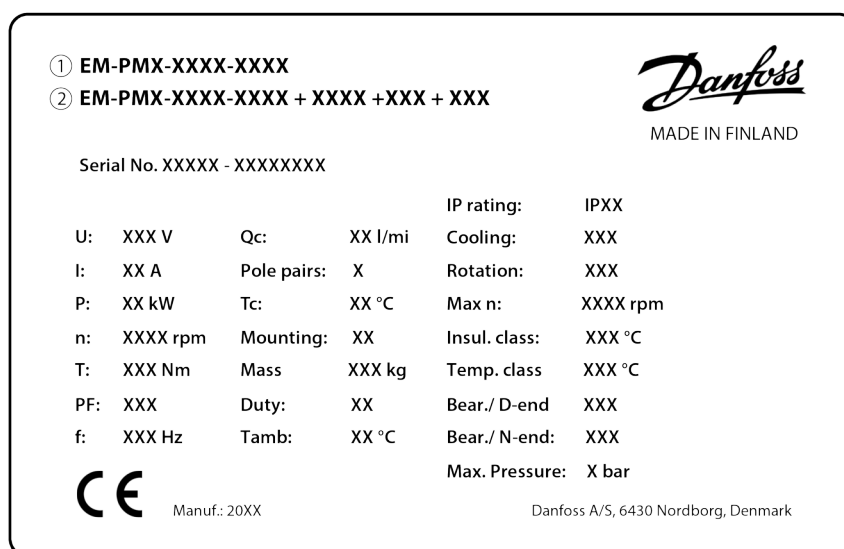 ① EM-PMX-XXXX-XXXX
② EM-PMX-XXXX-XXXX + XXXX +XXX + XXX
Danfoss
MADE IN FINLAND
Serial No. XXXXX - XXXXXXXX
IP rating: IPXX
U: XXX V Qc: XX l/mi Cooling: XXX
I: XX A Pole pairs: X Rotation: XXX
P: XX kW Tc: XX °C Max n: XXXX rpm
n: XXXX rpm Mounting: XX Insul. class: XXX °C
T: XXX Nm Mass XXX kg Temp. class XXX °C
PF: XXX Duty: XX Bear./ D-end XXX
f: XXX Hz Tamb: XX °C Bear./ N-end: XXX
Max. Pressure: X bar
CE Manuf.: 20XX Danfoss A/S, 6430 Nordborg, Denmark